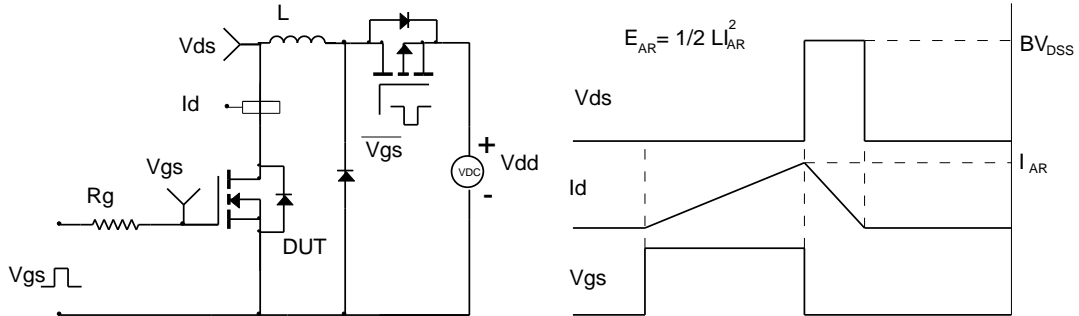 L
Vds
Id
Vgs
Rg
DUT
Vgs
Vgs
+
VDC
Vdd
-
E_AR = 1/2 LI_AR^2
BV_DSS
Vds
I_AR
Id
Vgs